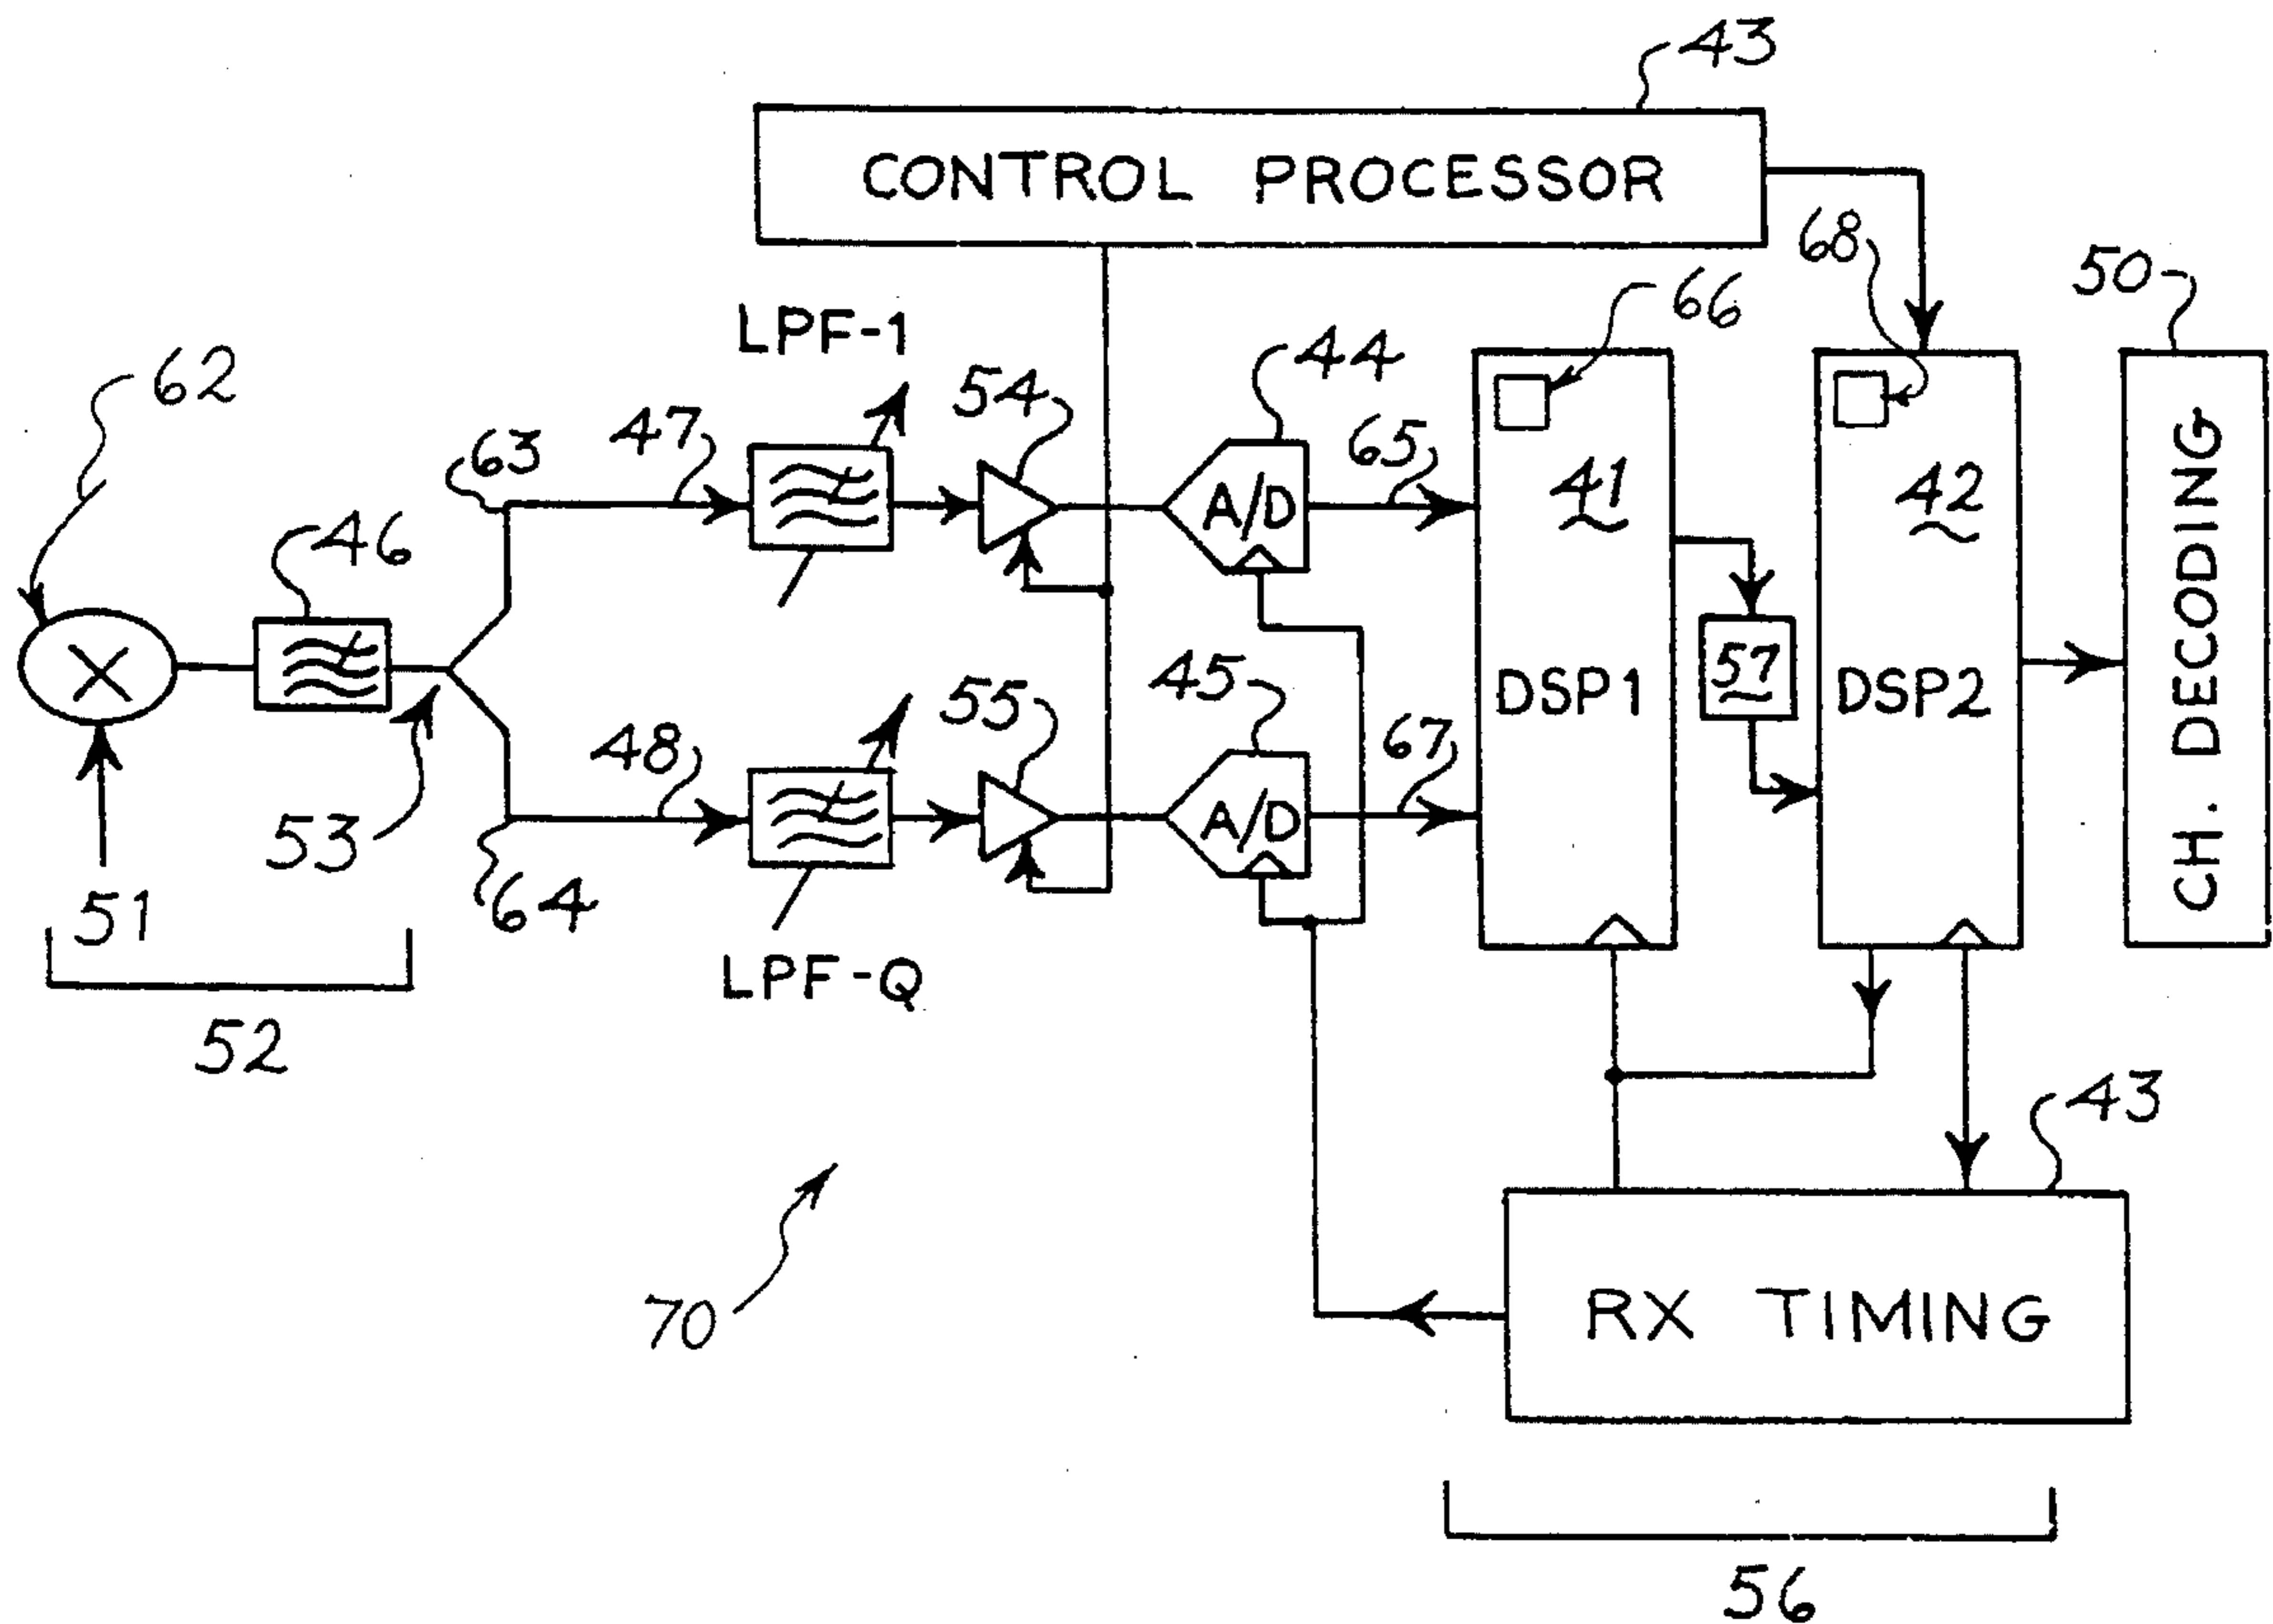 43
CONTROL PROCESSOR
68
50
66
LPF-1
44
62
54
47
65
63
41
42
A/D
46
CH. DECODING
45
55
57
DSP1
DSP2
67
48
A/D
53
51
64
LPF-Q
52
43
70
RX TIMING
56